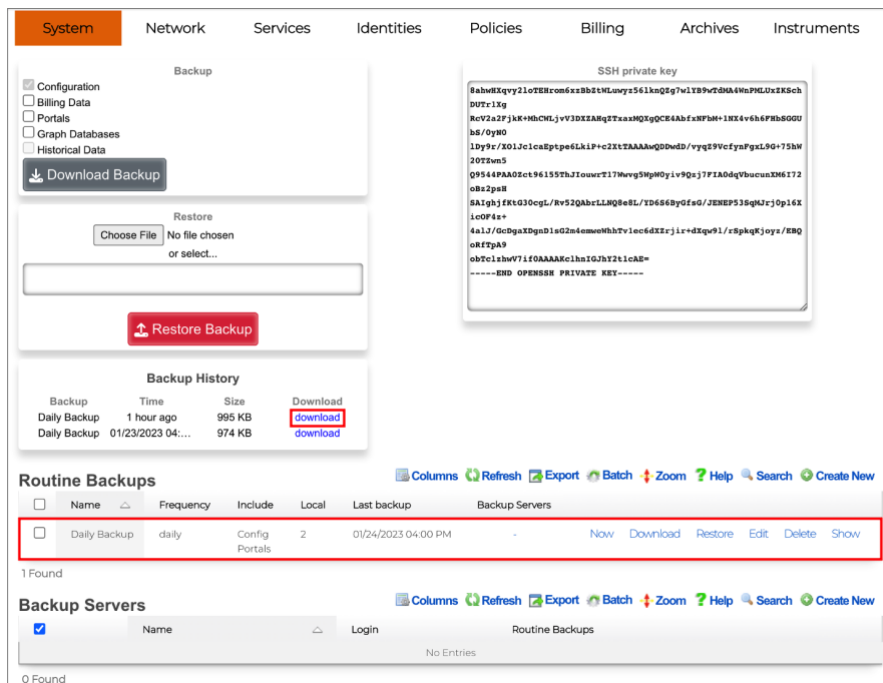 System Network Services Identities Policies Billing Archives Instruments
Backup
Configuration
Billing Data
Portals
Graph Databases
Historical Data
Download Backup
Restore
Choose File No file chosen
or select...
Restore Backup
SSH private key
-----END OPENSSH PRIVATE KEY-----
Backup History
Backup Time Size Download
Daily Backup 1 hour ago 995 KB download
Daily Backup 01/23/2023 04:... 974 KB download
Routine Backups Columns Refresh Export Batch Zoom ? Help Search Create New
Name Frequency Include Local Last backup Backup Servers
Daily Backup daily Config 2 01/24/2023 04:00 PM - Now Download Restore Edit Delete Show
Portals
1 Found
Backup Servers Columns Refresh Export Batch Zoom ? Help Search Create New
Name Login Routine Backups
No Entries
0 Found